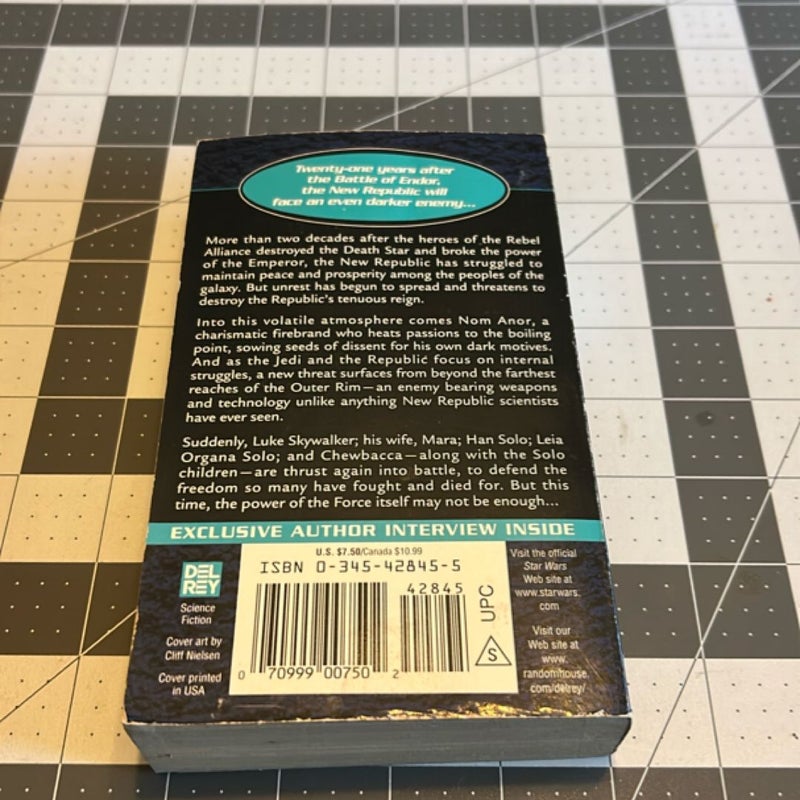 Twenty-one years after
the Battle of Endor,
the New Republic will
face an even darker enemy...
More than two decades after the heroes of the Rebel
Alliance destroyed the Death Star and broke the power
of the Emperor, the New Republic has struggled to
maintain peace and prosperity among the peoples of the
galaxy. But unrest has begun to spread and threatens to
destroy the Republic's tenuous reign.
Into this volatile atmosphere comes Nom Anor, a
charismatic firebrand who heats passions to the boiling
point, sowing seeds of dissent for his own dark motives.
And as the Jedi and the Republic focus on internal
struggles, a new threat surfaces from beyond the farthest
reaches of the Outer Rim—an enemy bearing weapons
and technology unlike anything New Republic scientists
have ever seen.
Suddenly, Luke Skywalker; his wife, Mara; Han Solo; Leia
Organa Solo; and Chewbacca—along with the Solo
children—are thrust again into battle, to defend the
freedom so many have fought and died for. But this
time, the power of the Force itself may not be enough...
EXCLUSIVE AUTHOR INTERVIEW INSIDE
DEL
REY
Science
Fiction
Cover art by
Cliff Nielsen
Cover printed
in USA
U.S. $7.50/Canada $10.99
ISBN 0-345-42845-5
42845
UPC
S
0 70999 00750 2
Visit the official
Star Wars
Web site at
www.starwars.
com
Visit our
Web site at
www.
randomhouse.
com/delrey/